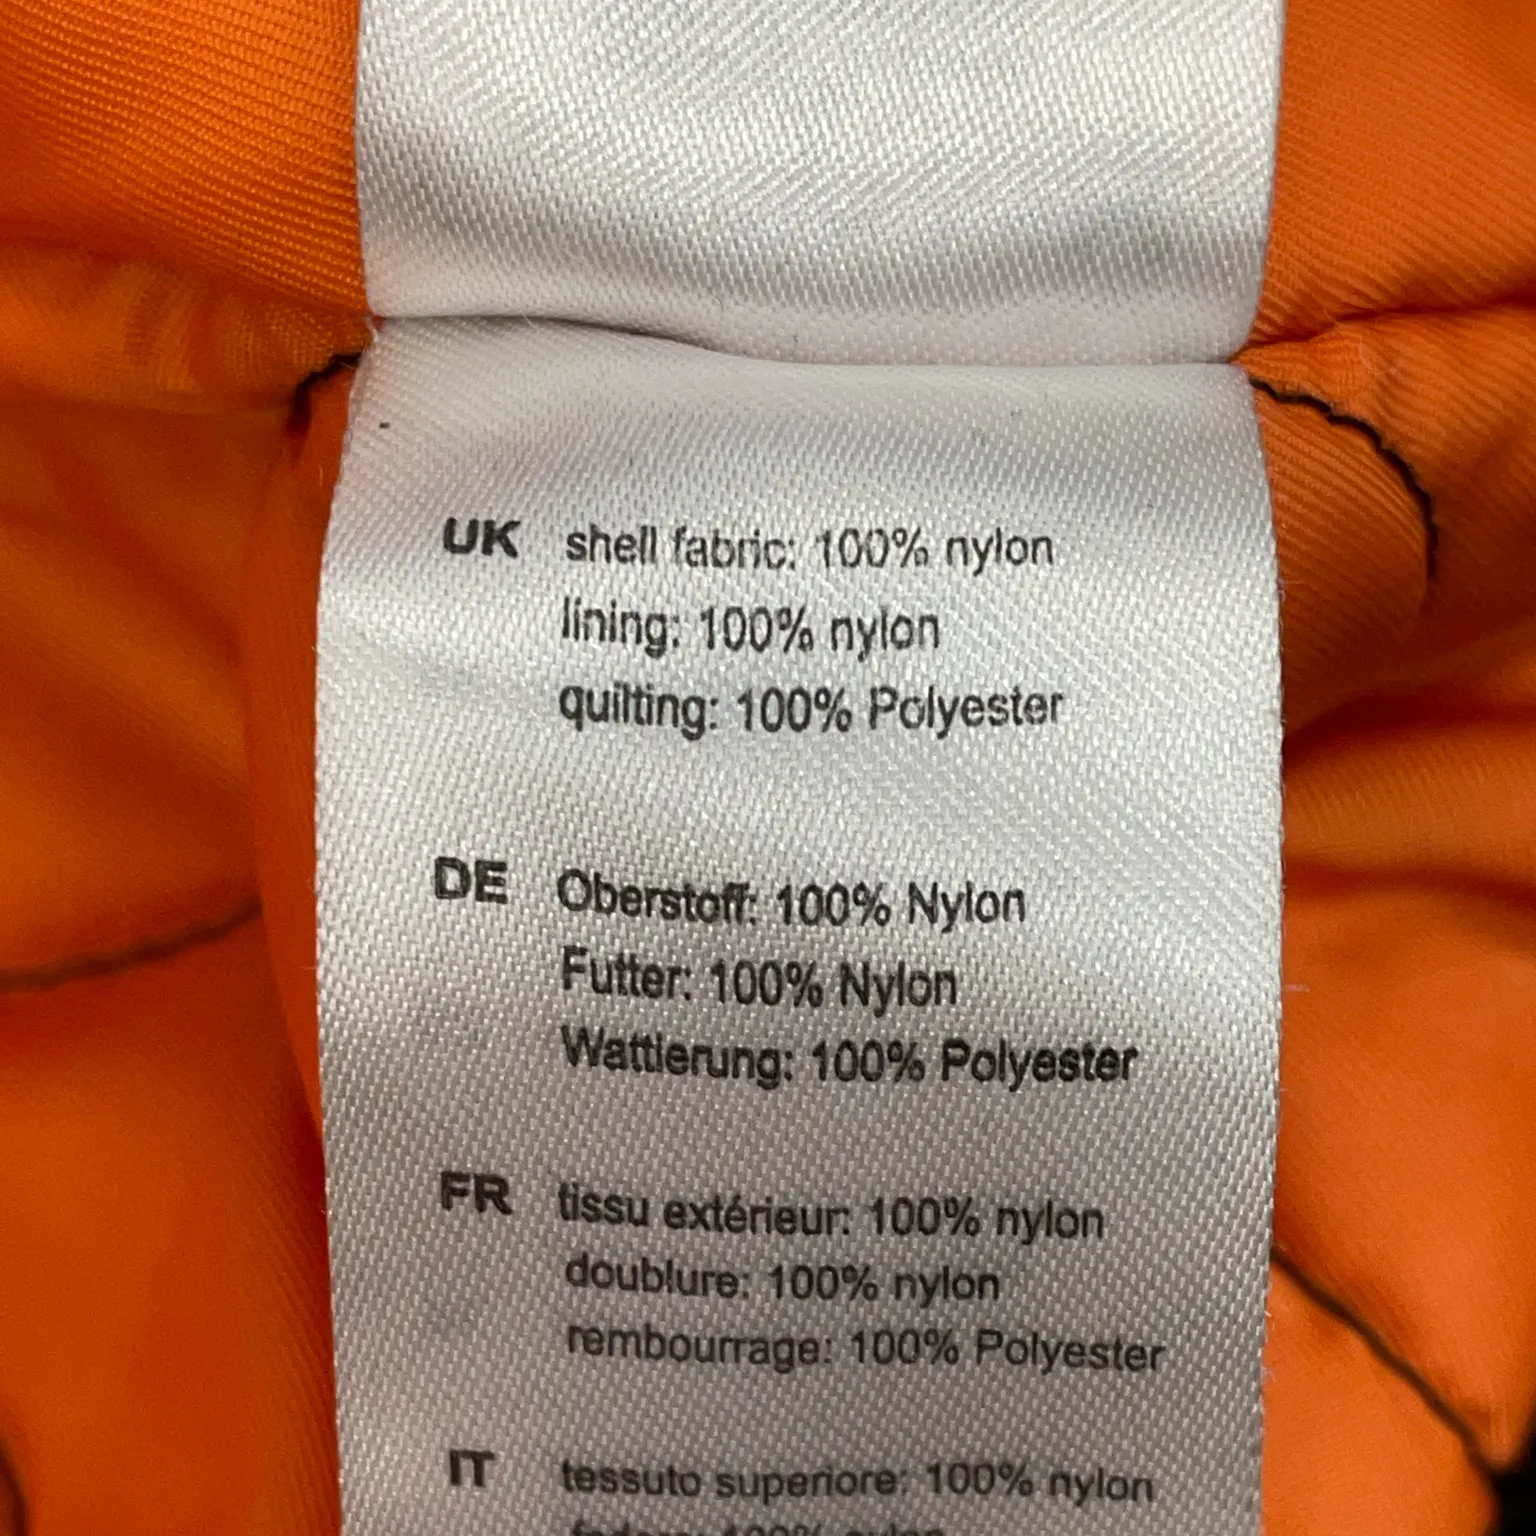 UK shell fabric: 100% nylon
lining: 100% nylon
quilting: 100% Polyester
DE Oberstoff: 100% Nylon
Futter: 100% Nylon
Wattierung: 100% Polyester
FR tissu extérieur: 100% nylon
doublure: 100% nylon
rembourrage: 100% Polyester
IT tessuto superiore: 100% nylon